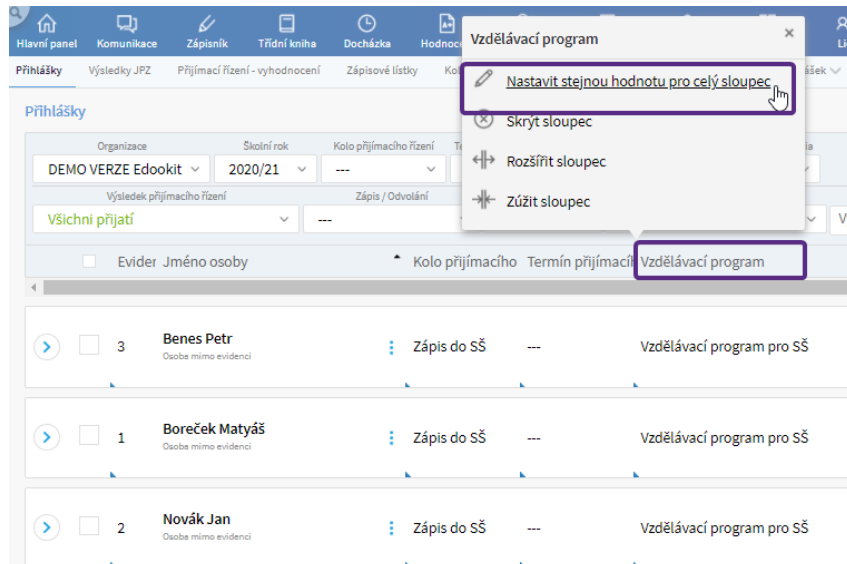 Hlavní panel Komunikace Zápisník Třídní kniha Docházka
Přihlášky Výsledky JPZ Přijímací řízení - vyhodnocení Zápisové lístky
Vzdělávací program ×
Nastavit stejnou hodnotu pro celý sloupec
Skrýt sloupec
Rozšířit sloupec
Zúžit sloupec
Přihlášky
Organizace Školní rok Kolo přijímacího řízení
DEMO VERZE Edookit 2020/21 ---
Výsledek přijímacího řízení Zápis / Odvolání
Všichni přijatí ---
Evider Jméno osoby Kolo přijímacího Termín přijímacíh Vzdělávací program
3 Benes Petr Zápis do SŠ --- Vzdělávací program pro SŠ
Osoba mimo evidenci
1 Boreček Matyáš Zápis do SŠ --- Vzdělávací program pro SŠ
Osoba mimo evidenci
2 Novák Jan Zápis do SŠ --- Vzdělávací program pro SŠ
Osoba mimo evidenci